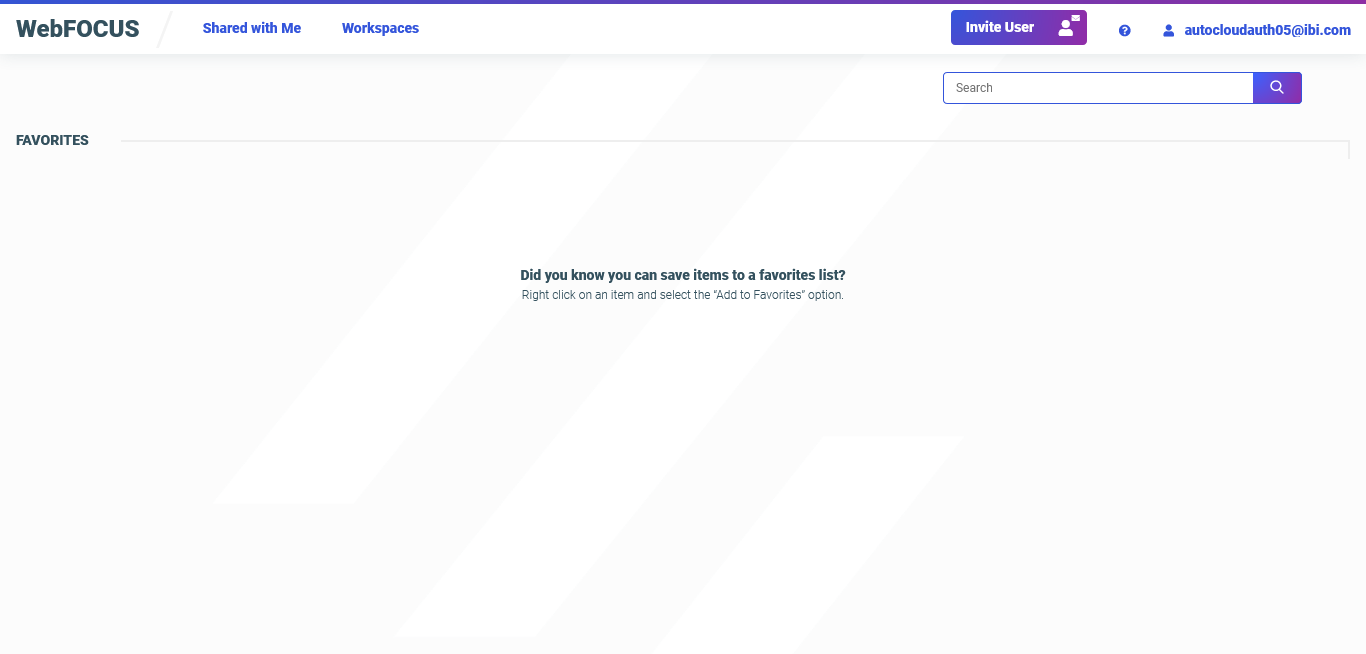 WebFOCUS
Shared with Me
Workspaces
Invite User
autocloudauth05@ibi.com
Search
FAVORITES
Did you know you can save items to a favorites list?
Right click on an item and select the “Add to Favorites” option.